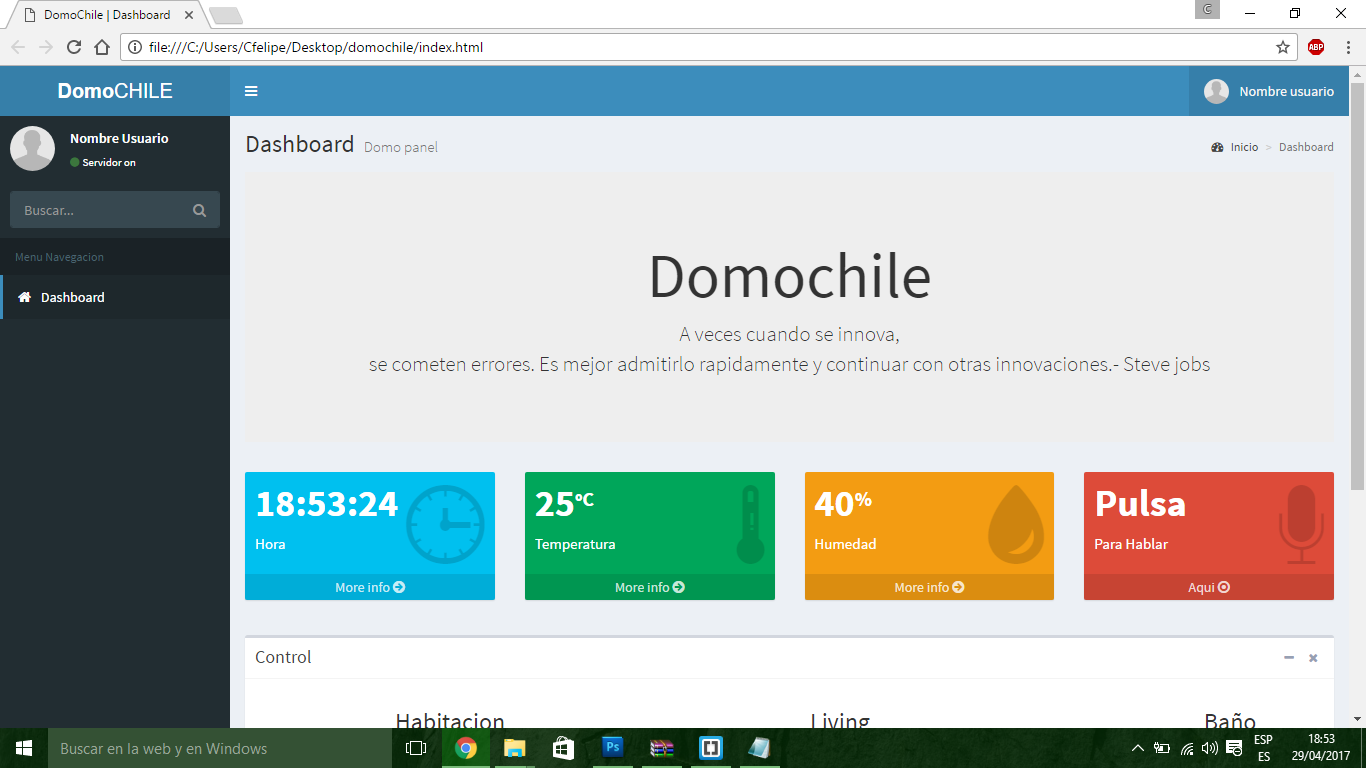 DomoChile | Dashboard
C
file:///C:/Users/Cfelipe/Desktop/domochile/index.html
ABP
DomoCHILE
Nombre usuario
Nombre Usuario
Servidor on
Buscar...
Menu Navegacion
Dashboard
Dashboard Domo panel
Inicio > Dashboard
Domochile
A veces cuando se innova,
se cometen errores. Es mejor admitirlo rapidamente y continuar con otras innovaciones.- Steve jobs
18:53:24
Hora
More info
25ºC
Temperatura
More info
40%
Humedad
More info
Pulsa
Para Hablar
Aqui
Control
Habitacion
Living
Baño
Buscar en la web y en Windows
Ps
ESP
ES
18:53
29/04/2017